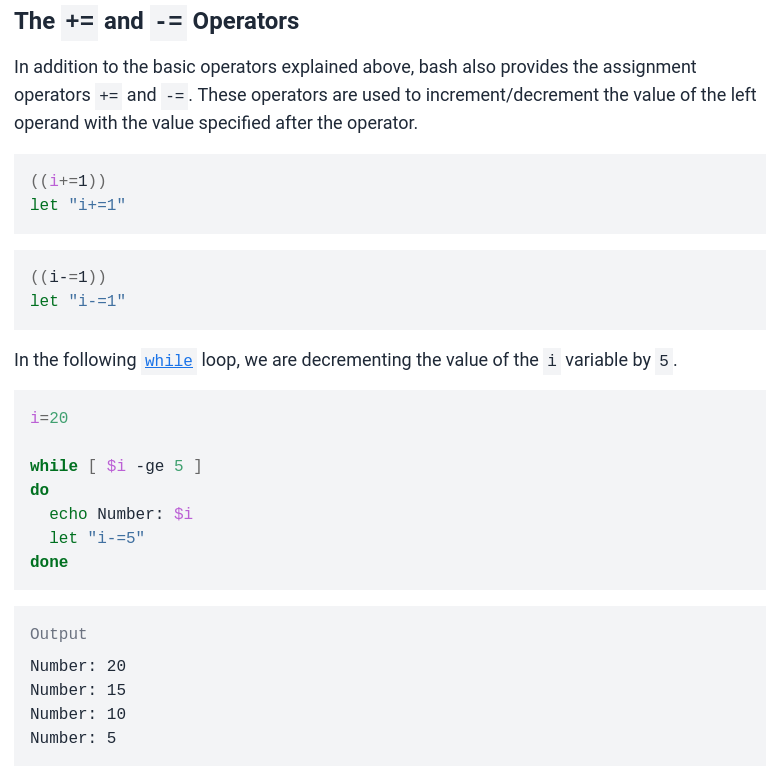 The += and -= Operators
In addition to the basic operators explained above, bash also provides the assignment
operators += and -=. These operators are used to increment/decrement the value of the left
operand with the value specified after the operator.
((i+=1))
let "i+=1"
((i-=1))
let "i-=1"
In the following while loop, we are decrementing the value of the i variable by 5.
i=20
while [ $i -ge 5 ]
do
  echo Number: $i
  let "i-=5"
done
Output
Number: 20
Number: 15
Number: 10
Number: 5